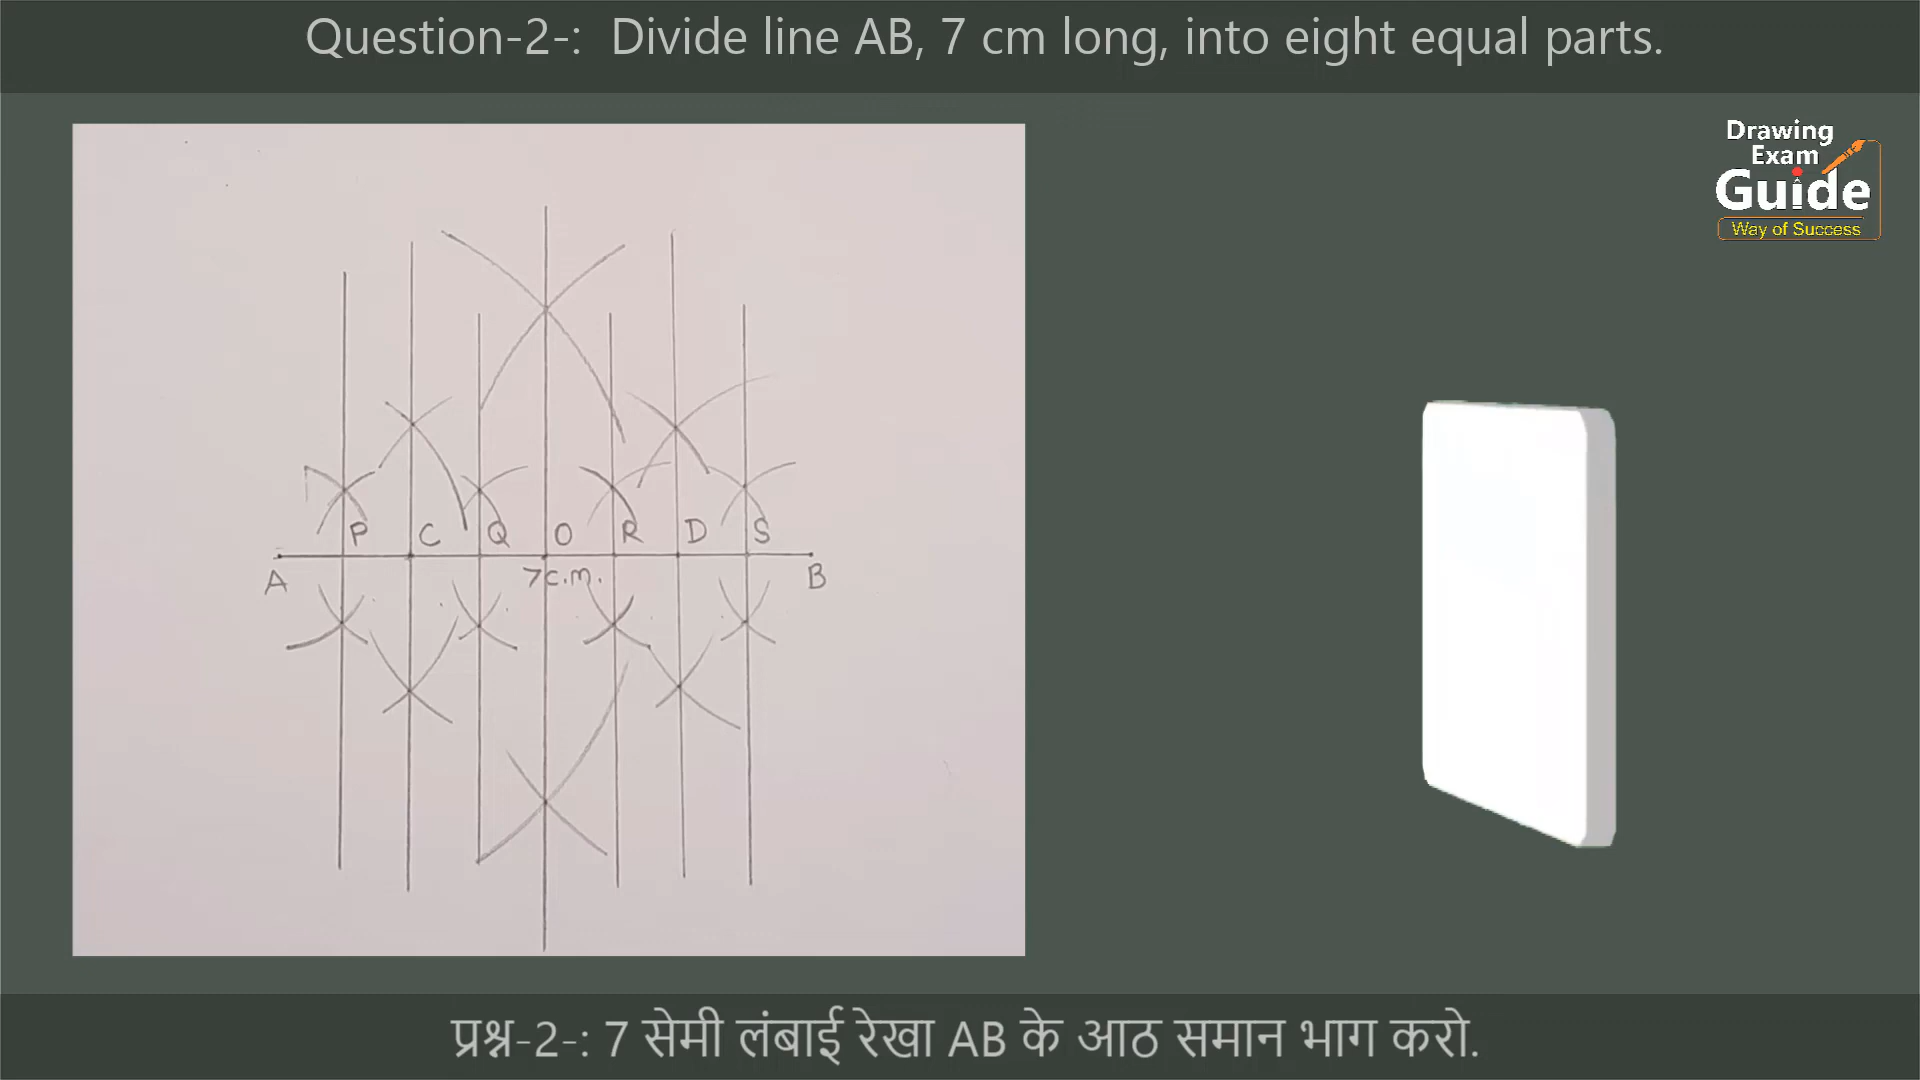 Question-2-:  Divide line AB, 7 cm long, into eight equal parts.
Drawing
Exam
Guide
Way of Success
P C Q O R D S
A 7c.m. B
प्रश्न-2-: 7 सेमी लंबाई रेखा AB के आठ समान भाग करो.